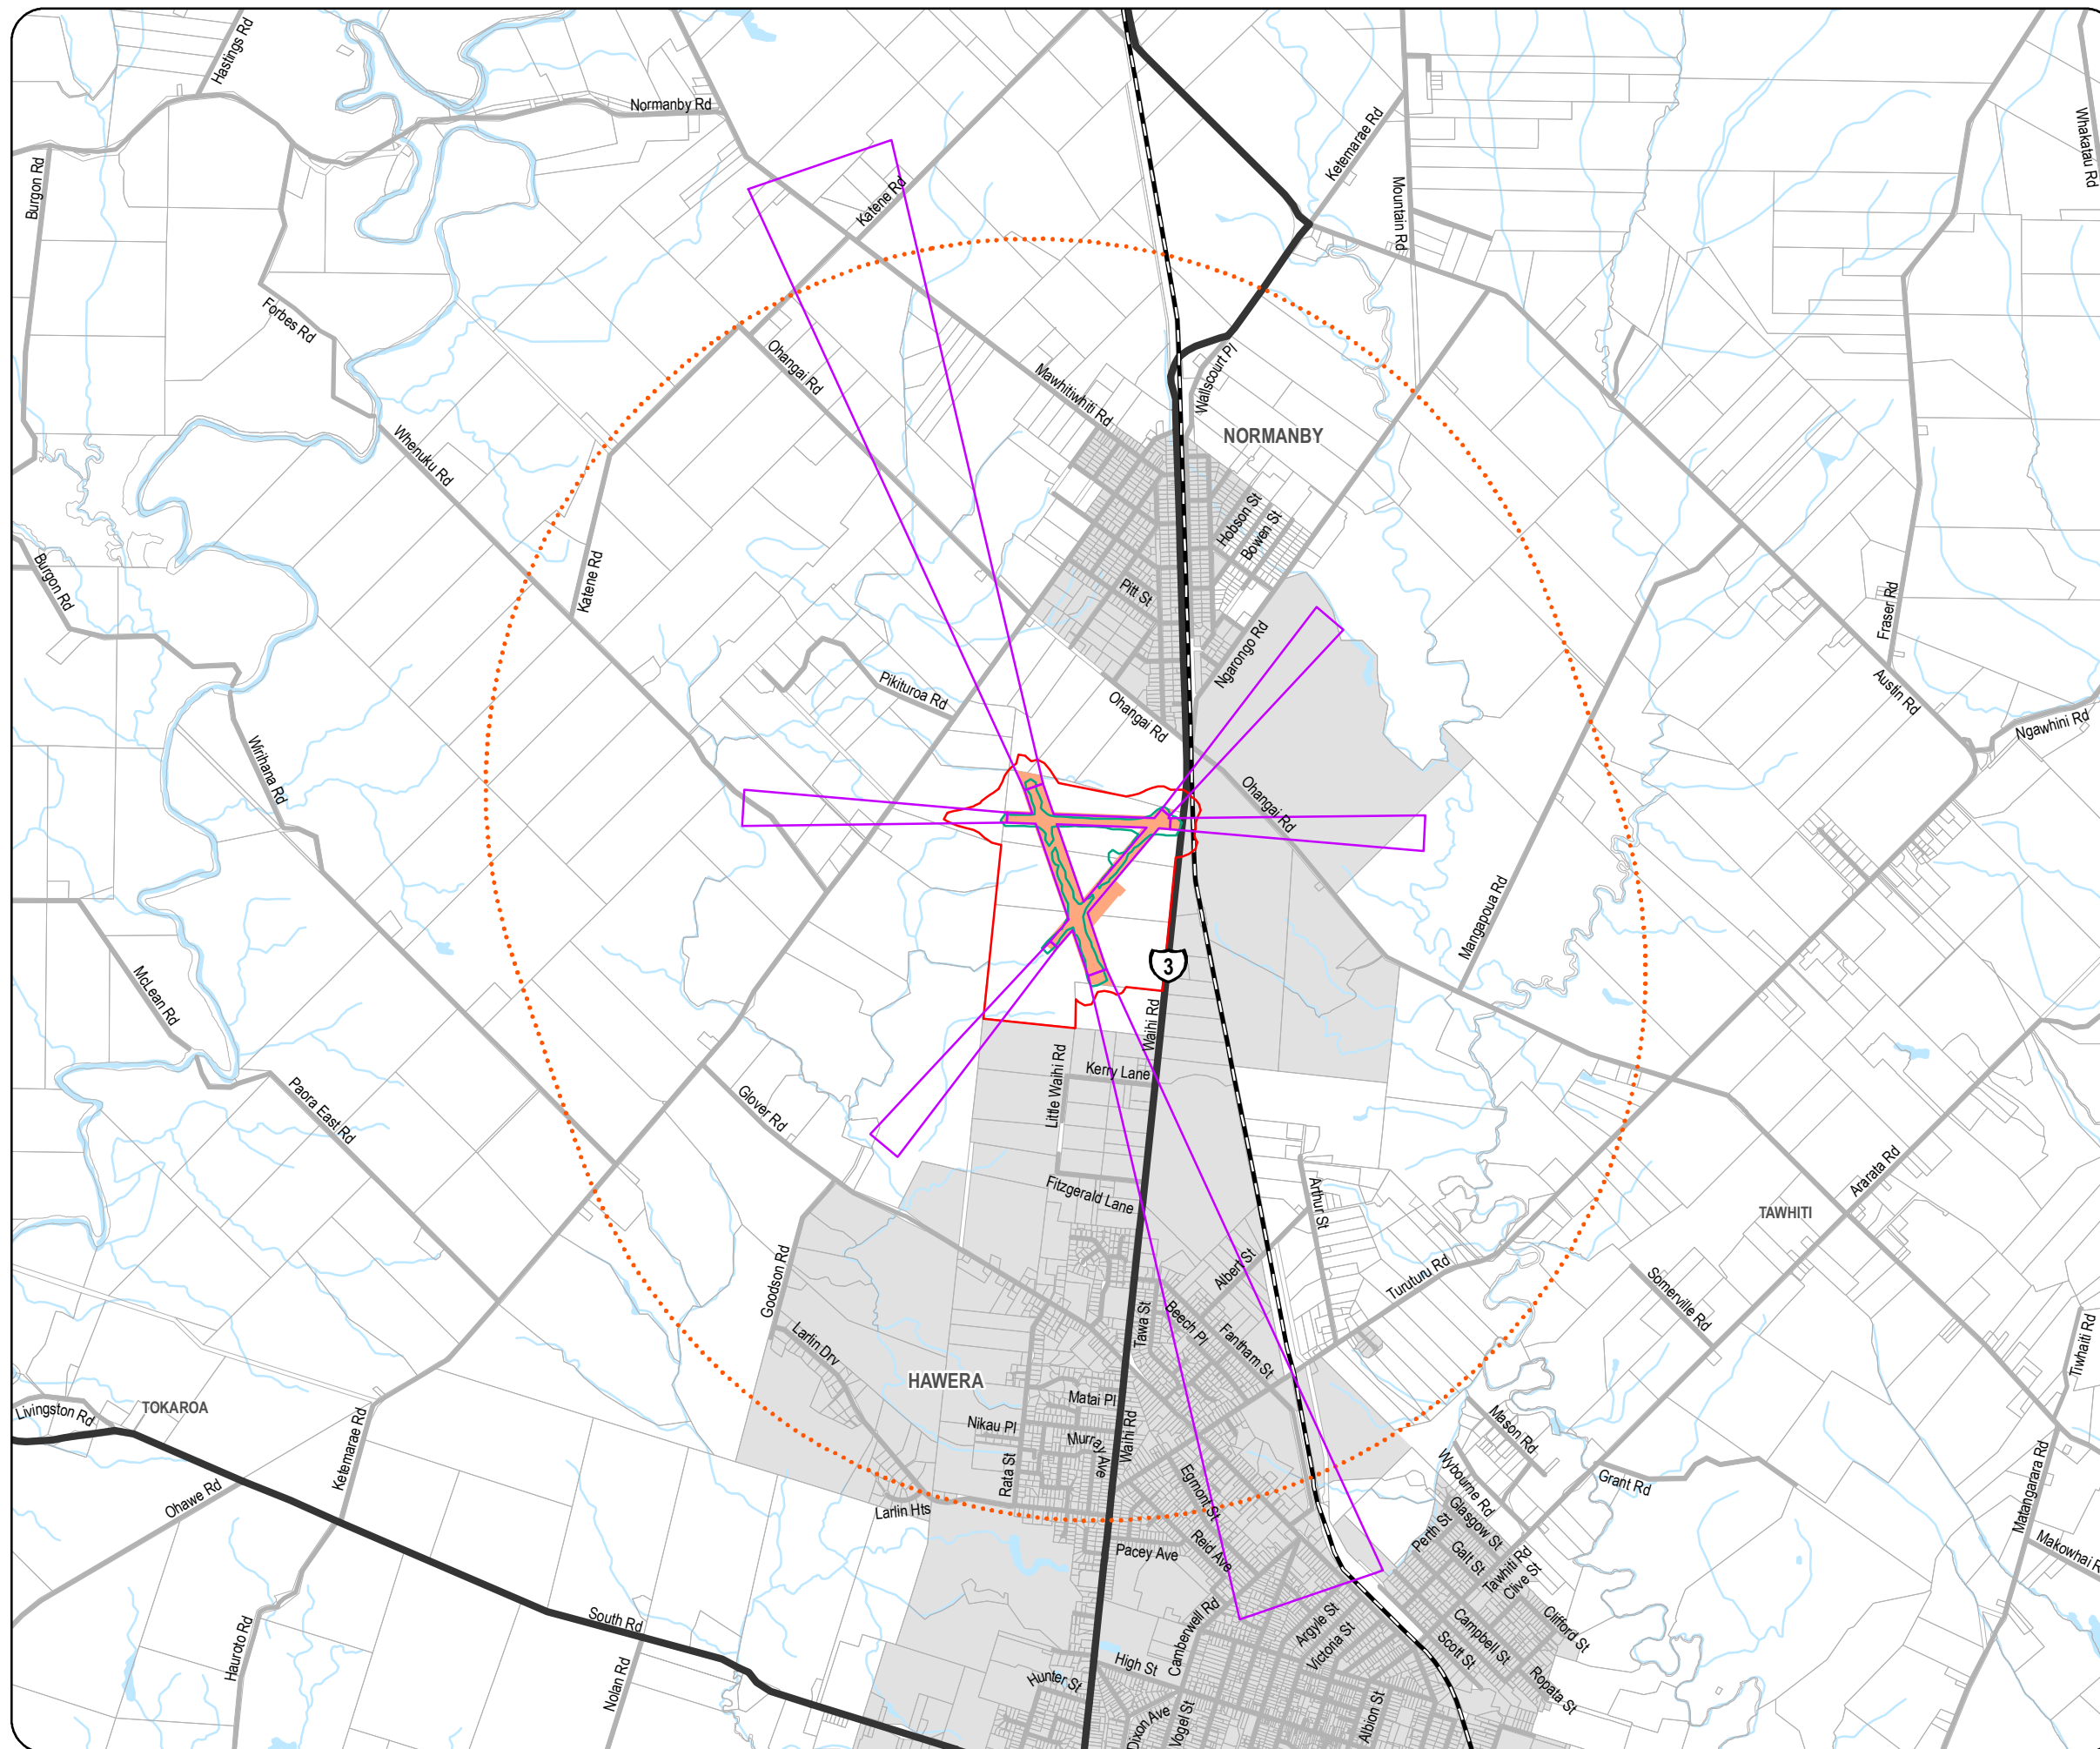 Hastings Rd
Normanby Rd
Whakatau Rd
Ketemarae Rd
Burgon Rd
Mountain Rd
Katene Rd
Forbes Rd
Ohangai Rd
Mawhitiwhiti Rd
Wallscourt Pl
NORMANBY
Whenuku Rd
Hobson St
Bowen St
Katene Rd
Burgon Rd
Pitt St
Fraser Rd
Ngarongo Rd
Pikituroa Rd
Austin Rd
Ohangai Rd
Ngawhini Rd
Wirihana Rd
Ohangai Rd
Mangapoua Rd
3
McLean Rd
Waihi Rd
Little Waihi Rd
Kerry Lane
Glover Rd
Paora East Rd
Fitzgerald Lane
Arthur St
Ararata Rd
TAWHITI
Goodson Rd
Albert St
Turuturu Rd
Somerville Rd
Tawa St
Beech Pl
Fantham St
Larlin Drv
Tiwhaiti Rd
HAWERA
Matai Pl
TOKAROA
Livingston Rd
Nikau Pl
Murray Ave
Waihi Rd
Mason Rd
Ketemarae Rd
Rata St
Wybourne Rd
Grant Rd
Egmont St
Matangarara Rd
Ohawe Rd
Larlin Hts
Glasgow St
Perth St
Reid Ave
Pacey Ave
Galt St
Tawhiti Rd
Clive St
Makowhai R
Hauroto Rd
South Rd
Camberwell Rd
Argyle St
Victoria St
Campbell St
Clifford St
Scott St
Nolan Rd
High St
Hunter St
Ropata St
Dixon Ave
Vogel St
Albion St